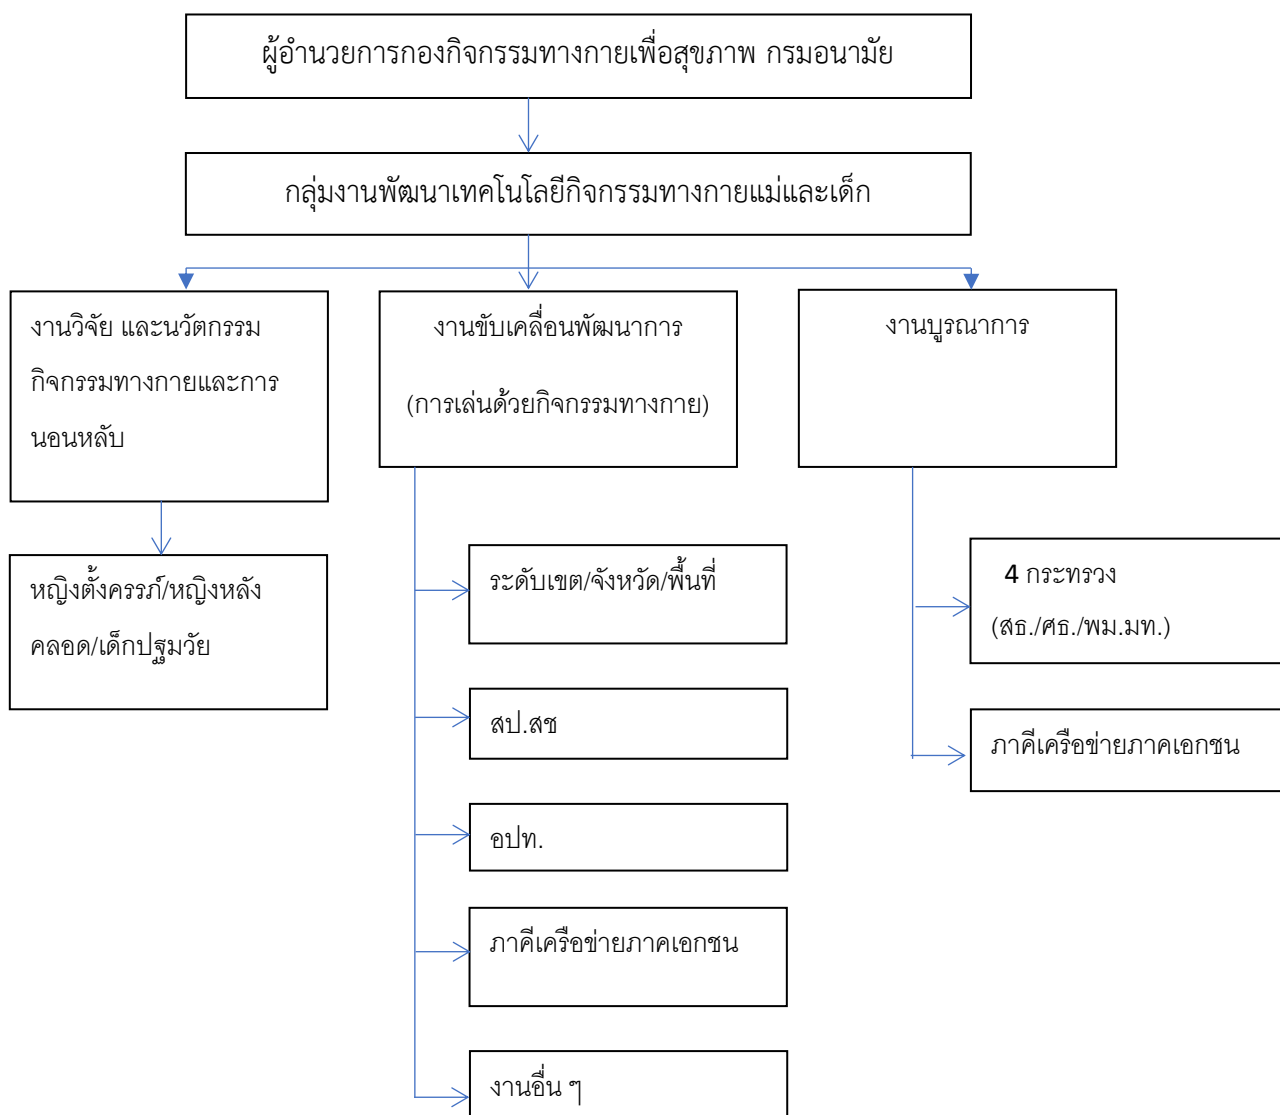 ผู้อำนวยการกองกิจกรรมทางกายเพื่อสุขภาพ กรมอนามัย
กลุ่มงานพัฒนาเทคโนโลยีกิจกรรมทางกายแม่และเด็ก
งานวิจัย และนวัตกรรม
กิจกรรมทางกายและการ
นอนหลับ
หญิงตั้งครรภ์/หญิงหลัง
คลอด/เด็กปฐมวัย
งานขับเคลื่อนพัฒนาการ
(การเล่นด้วยกิจกรรมทางกาย)
ระดับเขต/จังหวัด/พื้นที่
สป.สช
อปท.
ภาคีเครือข่ายภาคเอกชน
งานอื่น ๆ
งานบูรณาการ
4 กระทรวง
(สธ./ศธ./พม.มท.)
ภาคีเครือข่ายภาคเอกชน